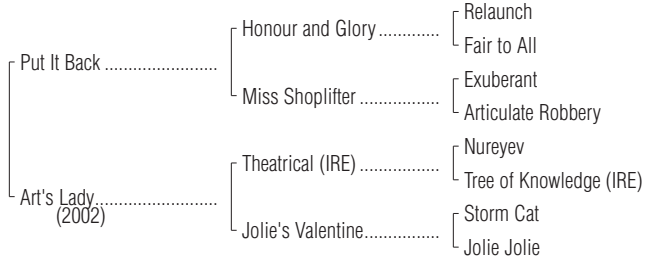 Relaunch
Honour and Glory.............
Fair to All
Put It Back ........................
Exuberant
Miss Shoplifter .................
Articulate Robbery
Nureyev
Theatrical (IRE) .................
Tree of Knowledge (IRE)
Art's Lady..........................
(2002)
Storm Cat
Jolie's Valentine................
Jolie Jolie